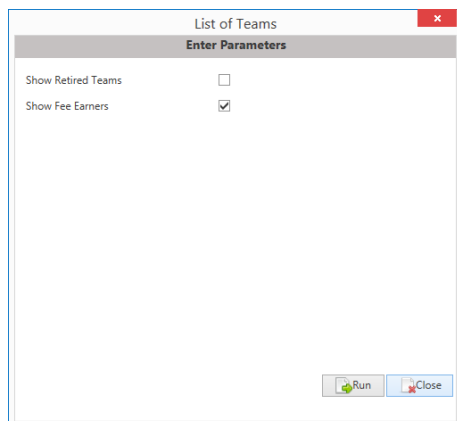 List of Teams
Enter Parameters
Show Retired Teams
Show Fee Earners
Run Close